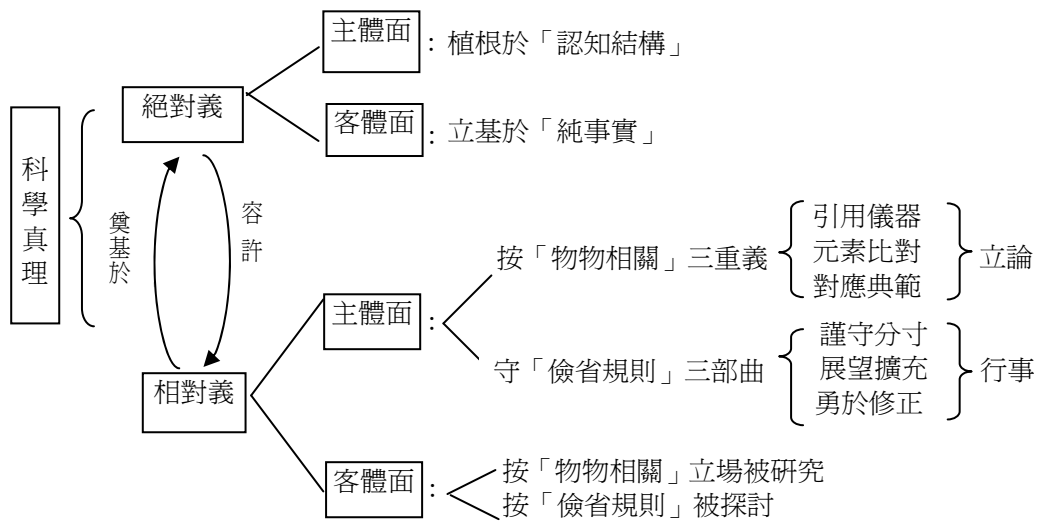 科學真理
絕對義
主體面：植根於「認知結構」
客體面：立基於「純事實」
奠基於
容許
相對義
主體面：
按「物物相關」三重義
引用儀器
元素比對
對應典範
立論
守「儉省規則」三部曲
謹守分寸
展望擴充
勇於修正
行事
客體面：
按「物物相關」立場被研究
按「儉省規則」被探討